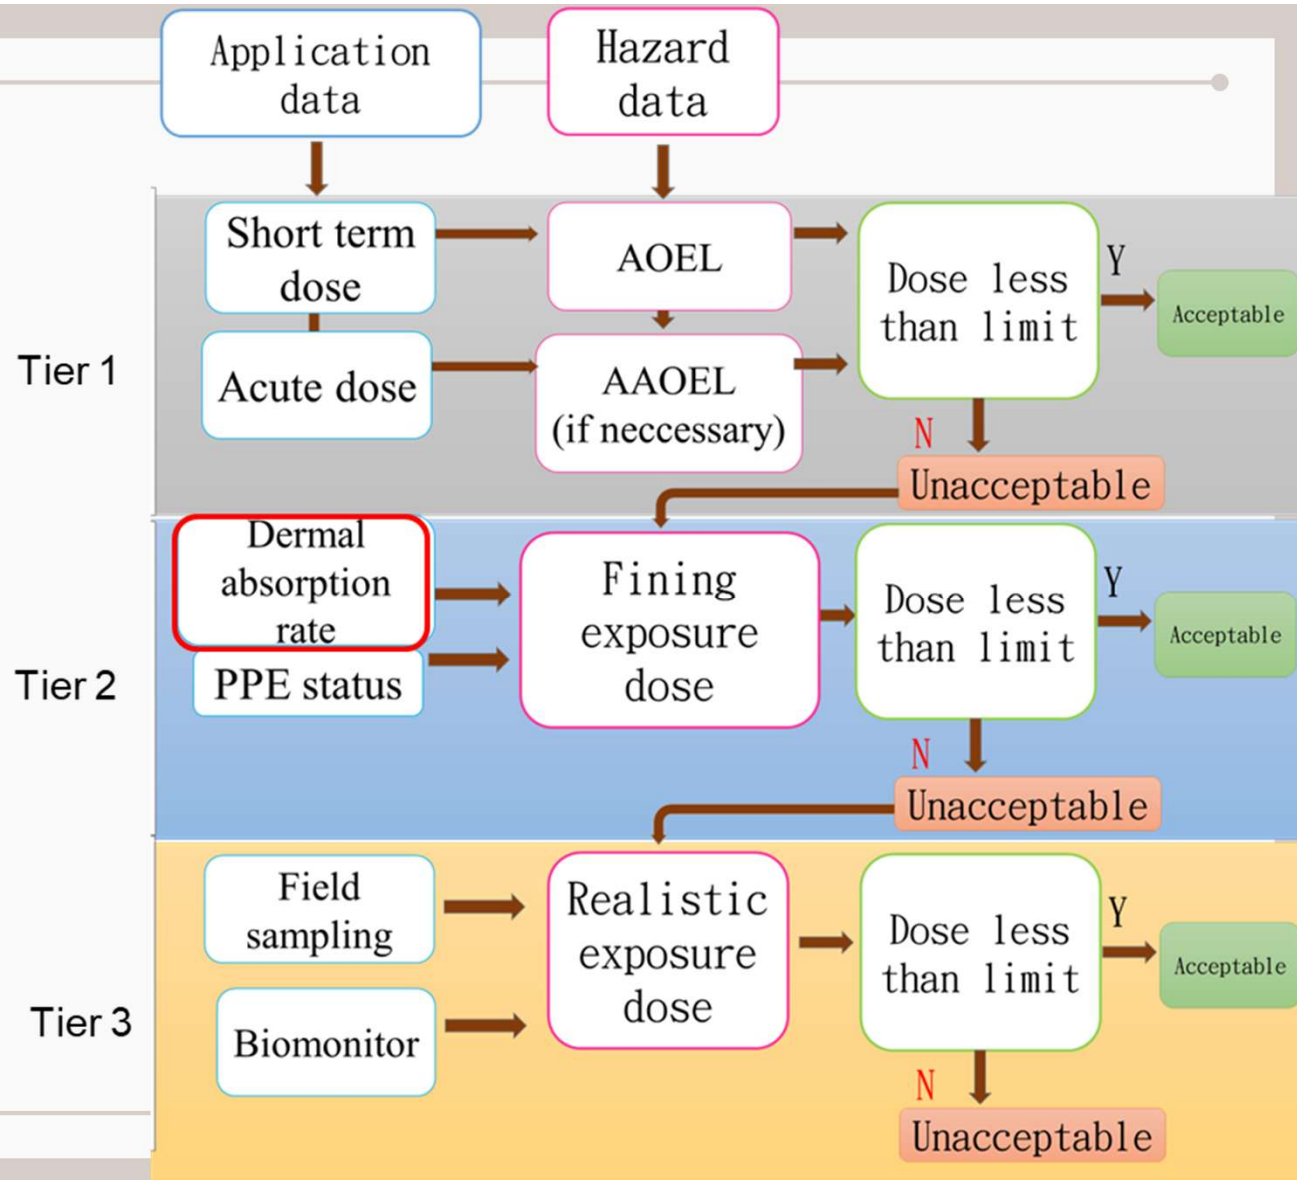 Application
data
Hazard
data
Tier 1
Short term
dose
AOEL
Dose less
than limit
Y
Acceptable
Acute dose
AAOEL
(if neccessary)
N
Unacceptable
Tier 2
Dermal
absorption
rate
PPE status
Fining
exposure
dose
Dose less
than limit
Y
Acceptable
N
Unacceptable
Tier 3
Field
sampling
Biomonitor
Realistic
exposure
dose
Dose less
than limit
Y
Acceptable
N
Unacceptable